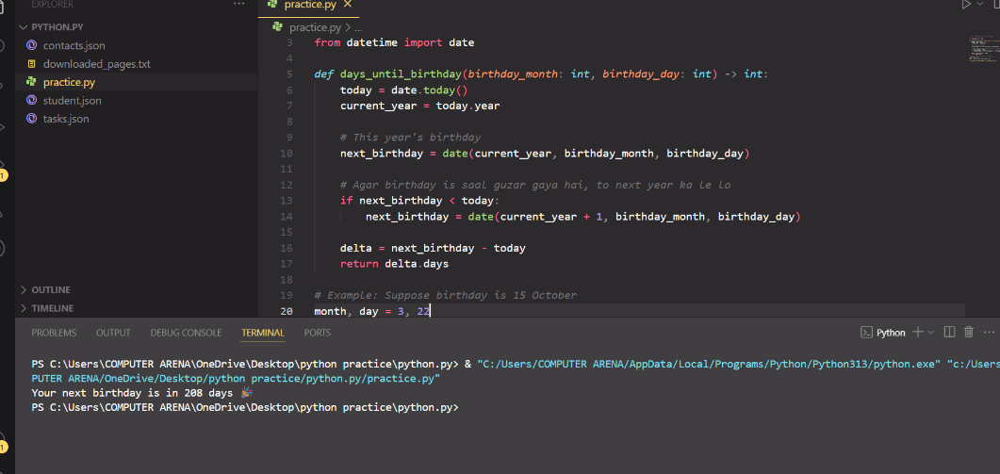 EXPLORER
practice.py
PYTHON.PY
contacts.json
downloaded_pages.txt
practice.py
student.json
tasks.json
OUTLINE
TIMELINE
practice.py > ...
3 from datetime import date
4
5 def days_until_birthday(birthday_month: int, birthday_day: int) -> int:
6 today = date.today()
7 current_year = today.year
8
9 # This year's birthday
10 next_birthday = date(current_year, birthday_month, birthday_day)
11
12 # Agar birthday is saal guzar gaya hai, to next year ka le lo
13 if next_birthday < today:
14 next_birthday = date(current_year + 1, birthday_month, birthday_day)
15
16 delta = next_birthday - today
17 return delta.days
18
19 # Example: Suppose birthday is 15 October
20 month, day = 3, 22
PROBLEMS OUTPUT DEBUG CONSOLE TERMINAL PORTS
Python
PS C:\Users\COMPUTER ARENA\OneDrive\Desktop\python practice\python.py> & "C:/Users/COMPUTER ARENA/AppData/Local/Programs/Python/Python313/python.exe" "c:/Users
PUTER ARENA/OneDrive/Desktop/python practice/python.py/practice.py"
Your next birthday is in 208 days 🎉
PS C:\Users\COMPUTER ARENA\OneDrive\Desktop\python practice\python.py>
1
1